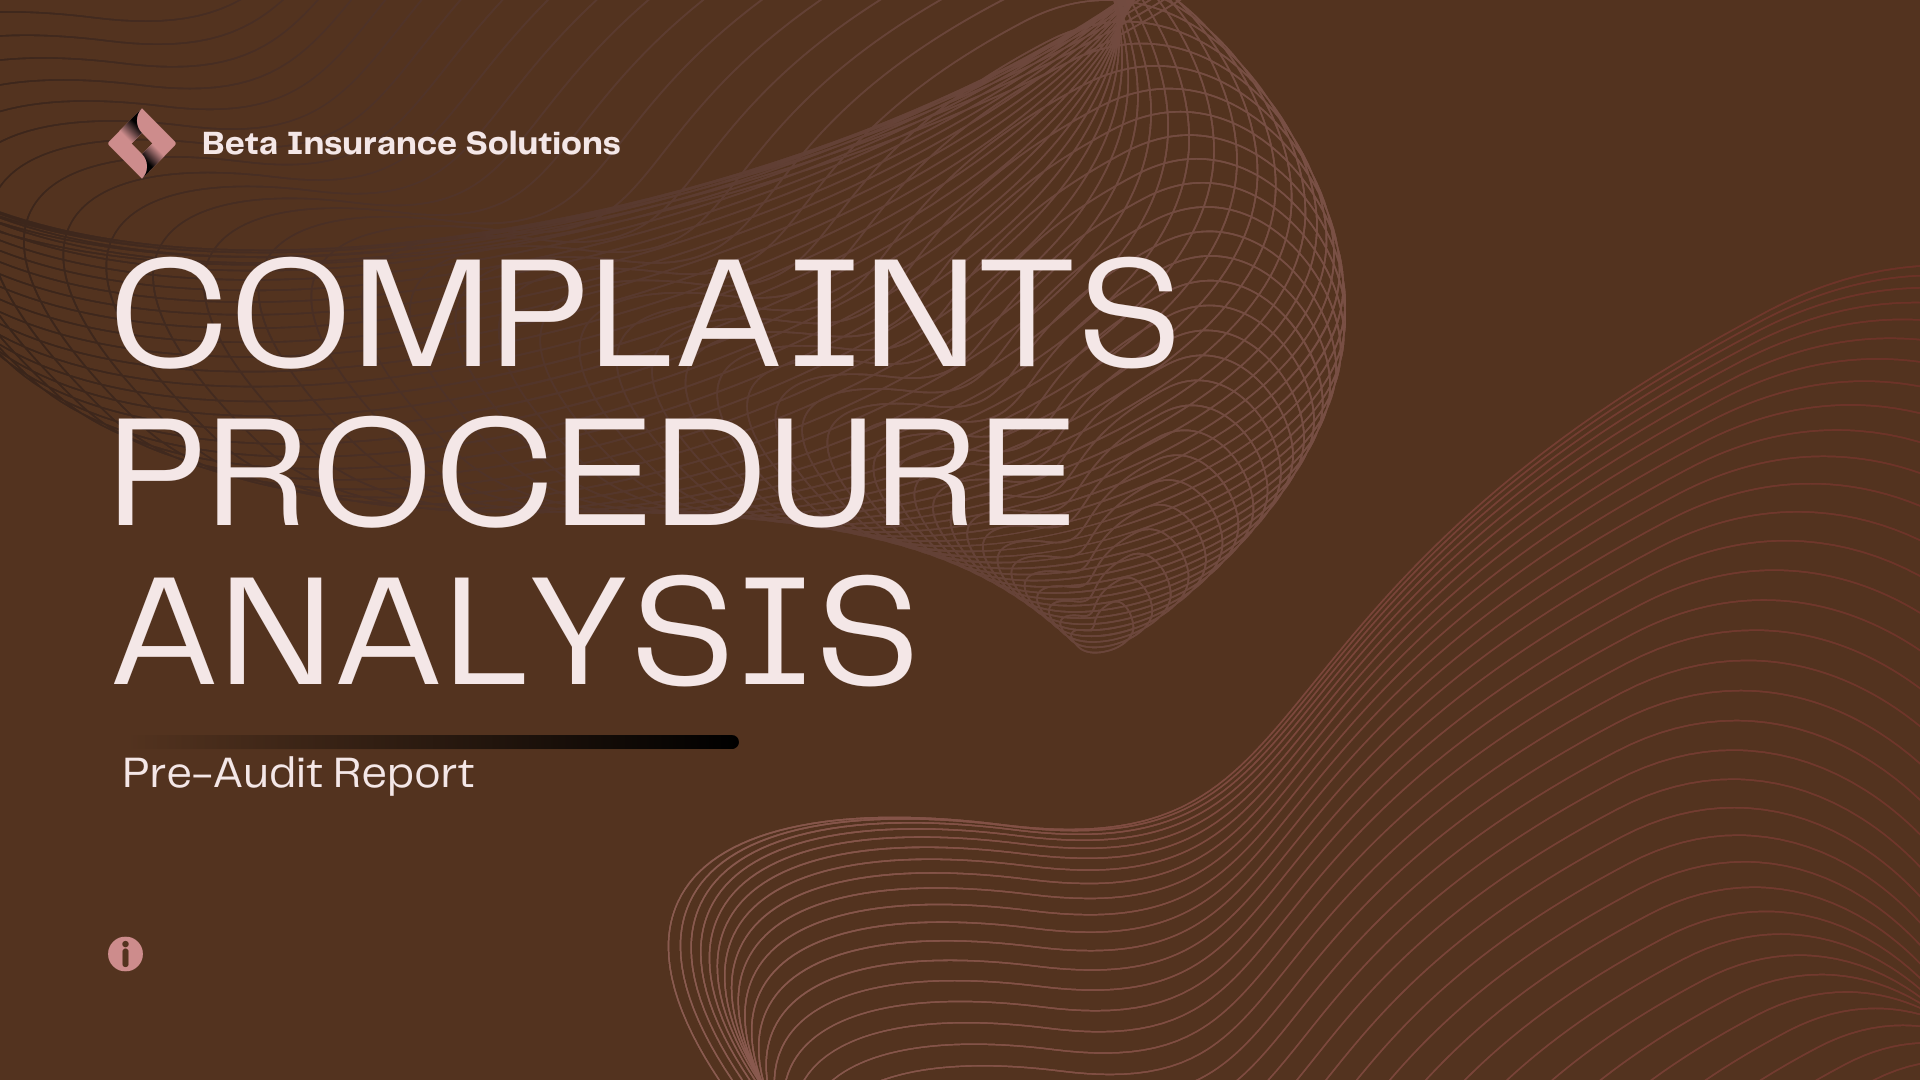 Beta Insurance Solutions
COMPLAINTS
PROCEDURE
ANALYSIS
Pre-Audit Report